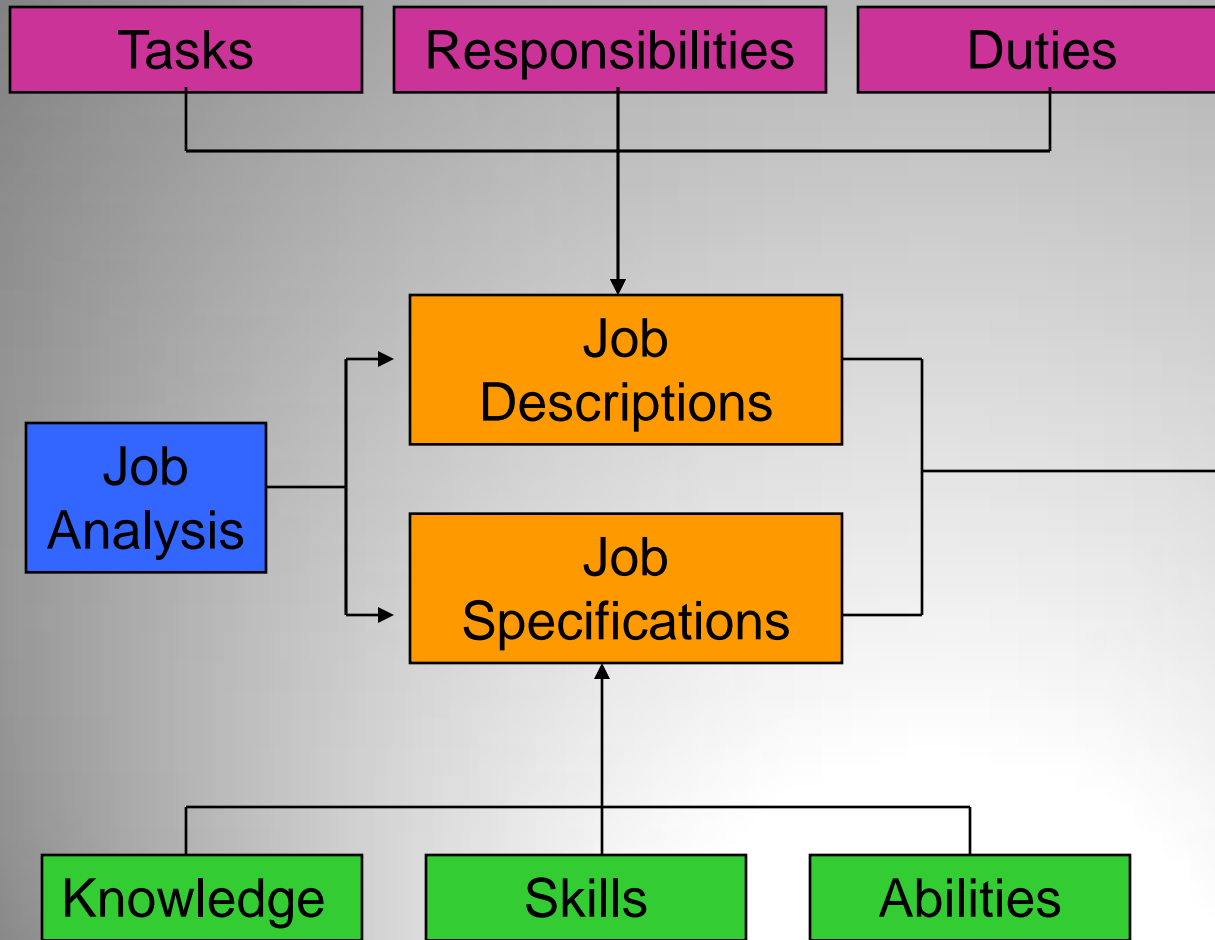 Tasks
Responsibilities
Duties
Job
Descriptions
Job
Analysis
Job
Specifications
Knowledge
Skills
Abilities